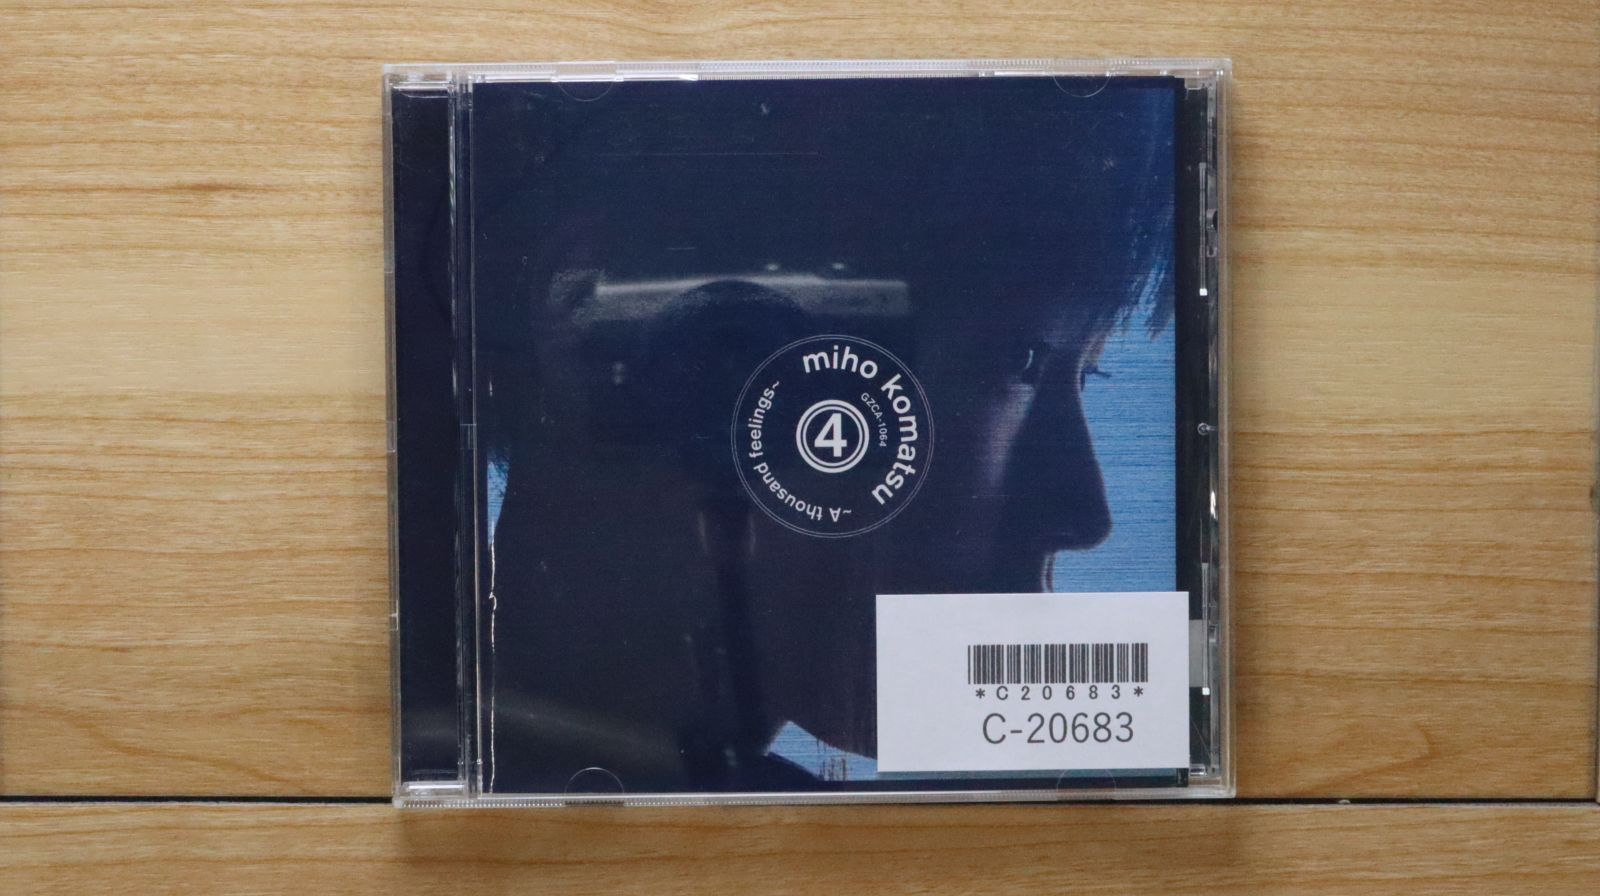 miho komatsu
GZCA-1064
4
~A thousand feelings~
*C20683*
C-20683